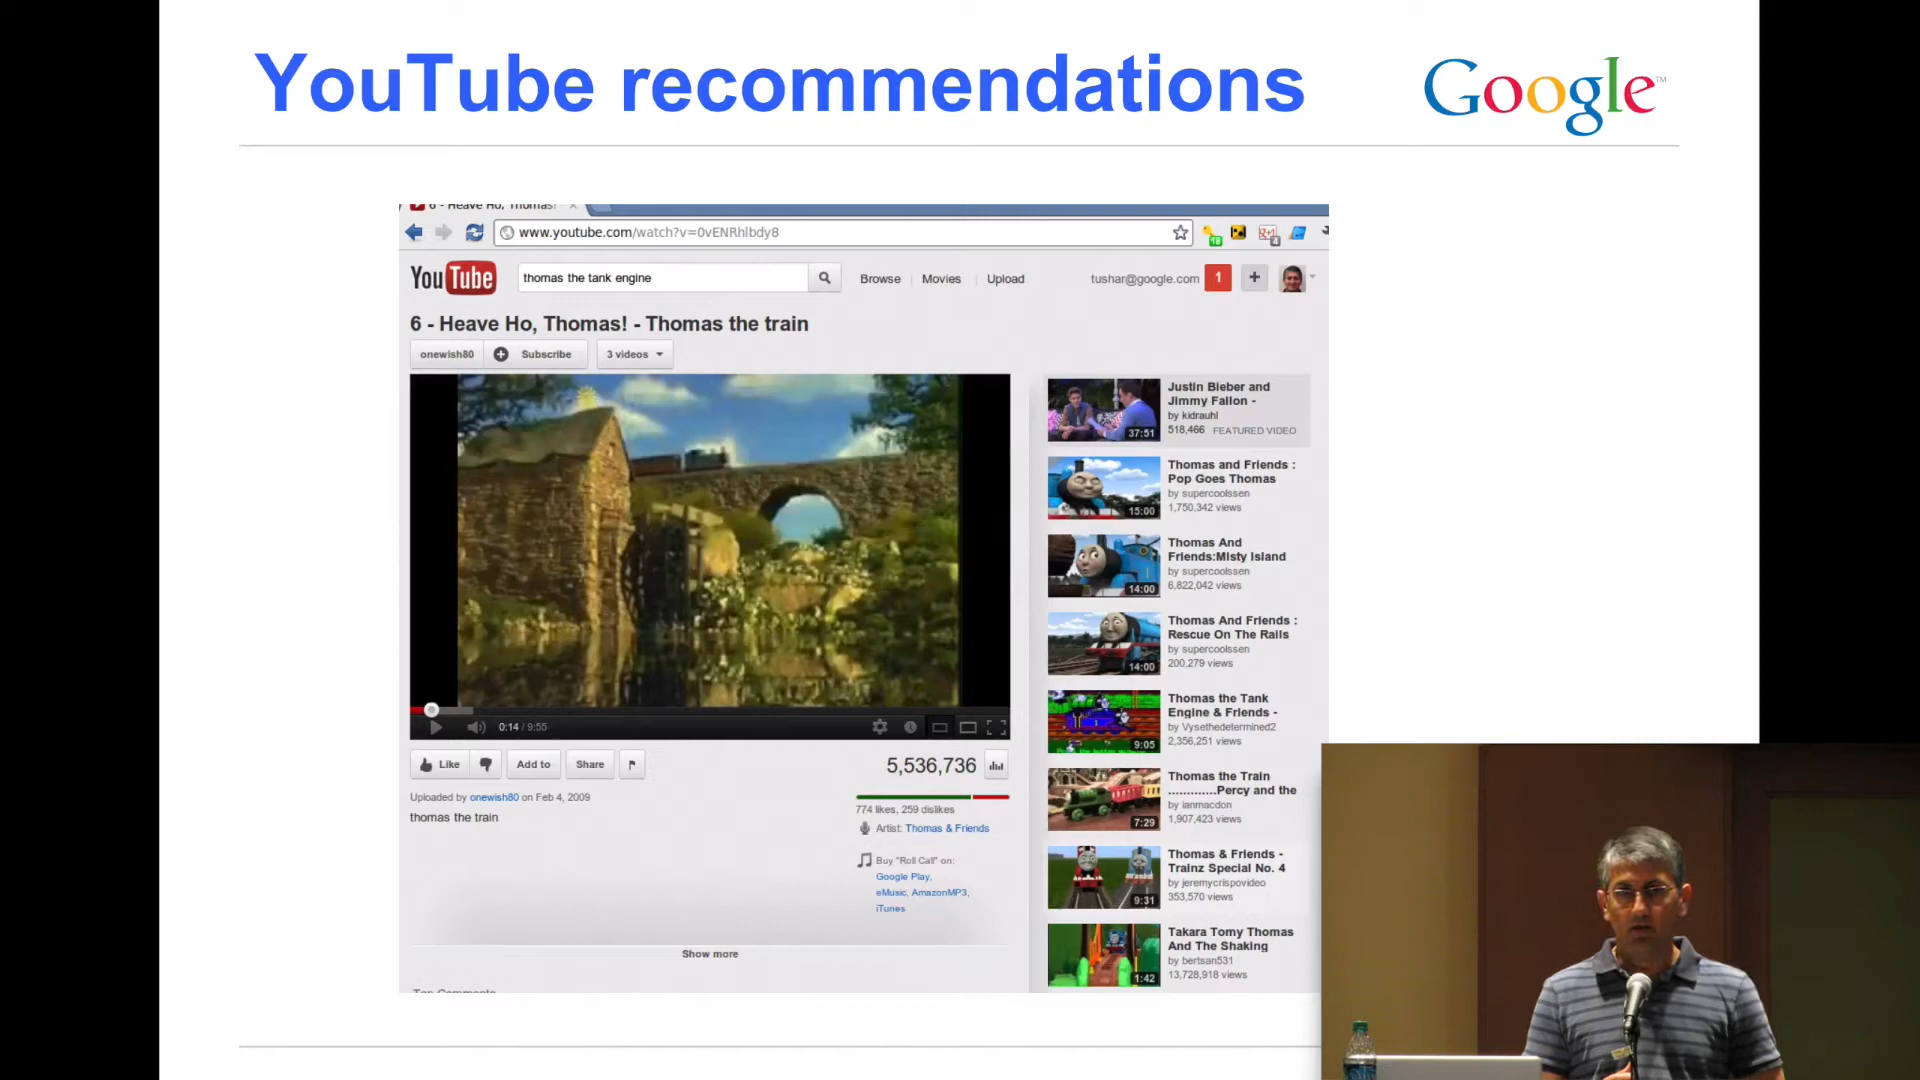 YouTube recommendations
Google™
6 - Heave Ho, Thomas! ×
www.youtube.com/watch?v=0vENRhlbdy8
18
4
YouTube
thomas the tank engine
Browse
Movies
Upload
tushar@google.com
1
+
6 - Heave Ho, Thomas! - Thomas the train
onewish80
Subscribe
3 videos
0:14 / 9:55
Like
Add to
Share
5,536,736
Uploaded by onewish80 on Feb 4, 2009
thomas the train
774 likes, 259 dislikes
Artist: Thomas & Friends
Buy "Roll Call" on:
Google Play,
eMusic, AmazonMP3,
iTunes
Show more
Top Comments
37:51
Justin Bieber and
Jimmy Fallon -
by kidrauhl
518,466 FEATURED VIDEO
15:00
Thomas and Friends :
Pop Goes Thomas
by supercoolssen
1,750,342 views
14:00
Thomas And
Friends:Misty Island
by supercoolssen
6,822,042 views
14:00
Thomas And Friends :
Rescue On The Rails
by supercoolssen
200,279 views
9:05
Thomas the Tank
Engine & Friends -
by Vysethedetermined2
2,356,251 views
7:29
Thomas the Train
.............Percy and the
by ianmacdon
1,907,423 views
9:31
Thomas & Friends -
Trainz Special No. 4
by jeremycrispovideo
353,570 views
1:42
Takara Tomy Thomas
And The Shaking
by bertsan531
13,728,918 views